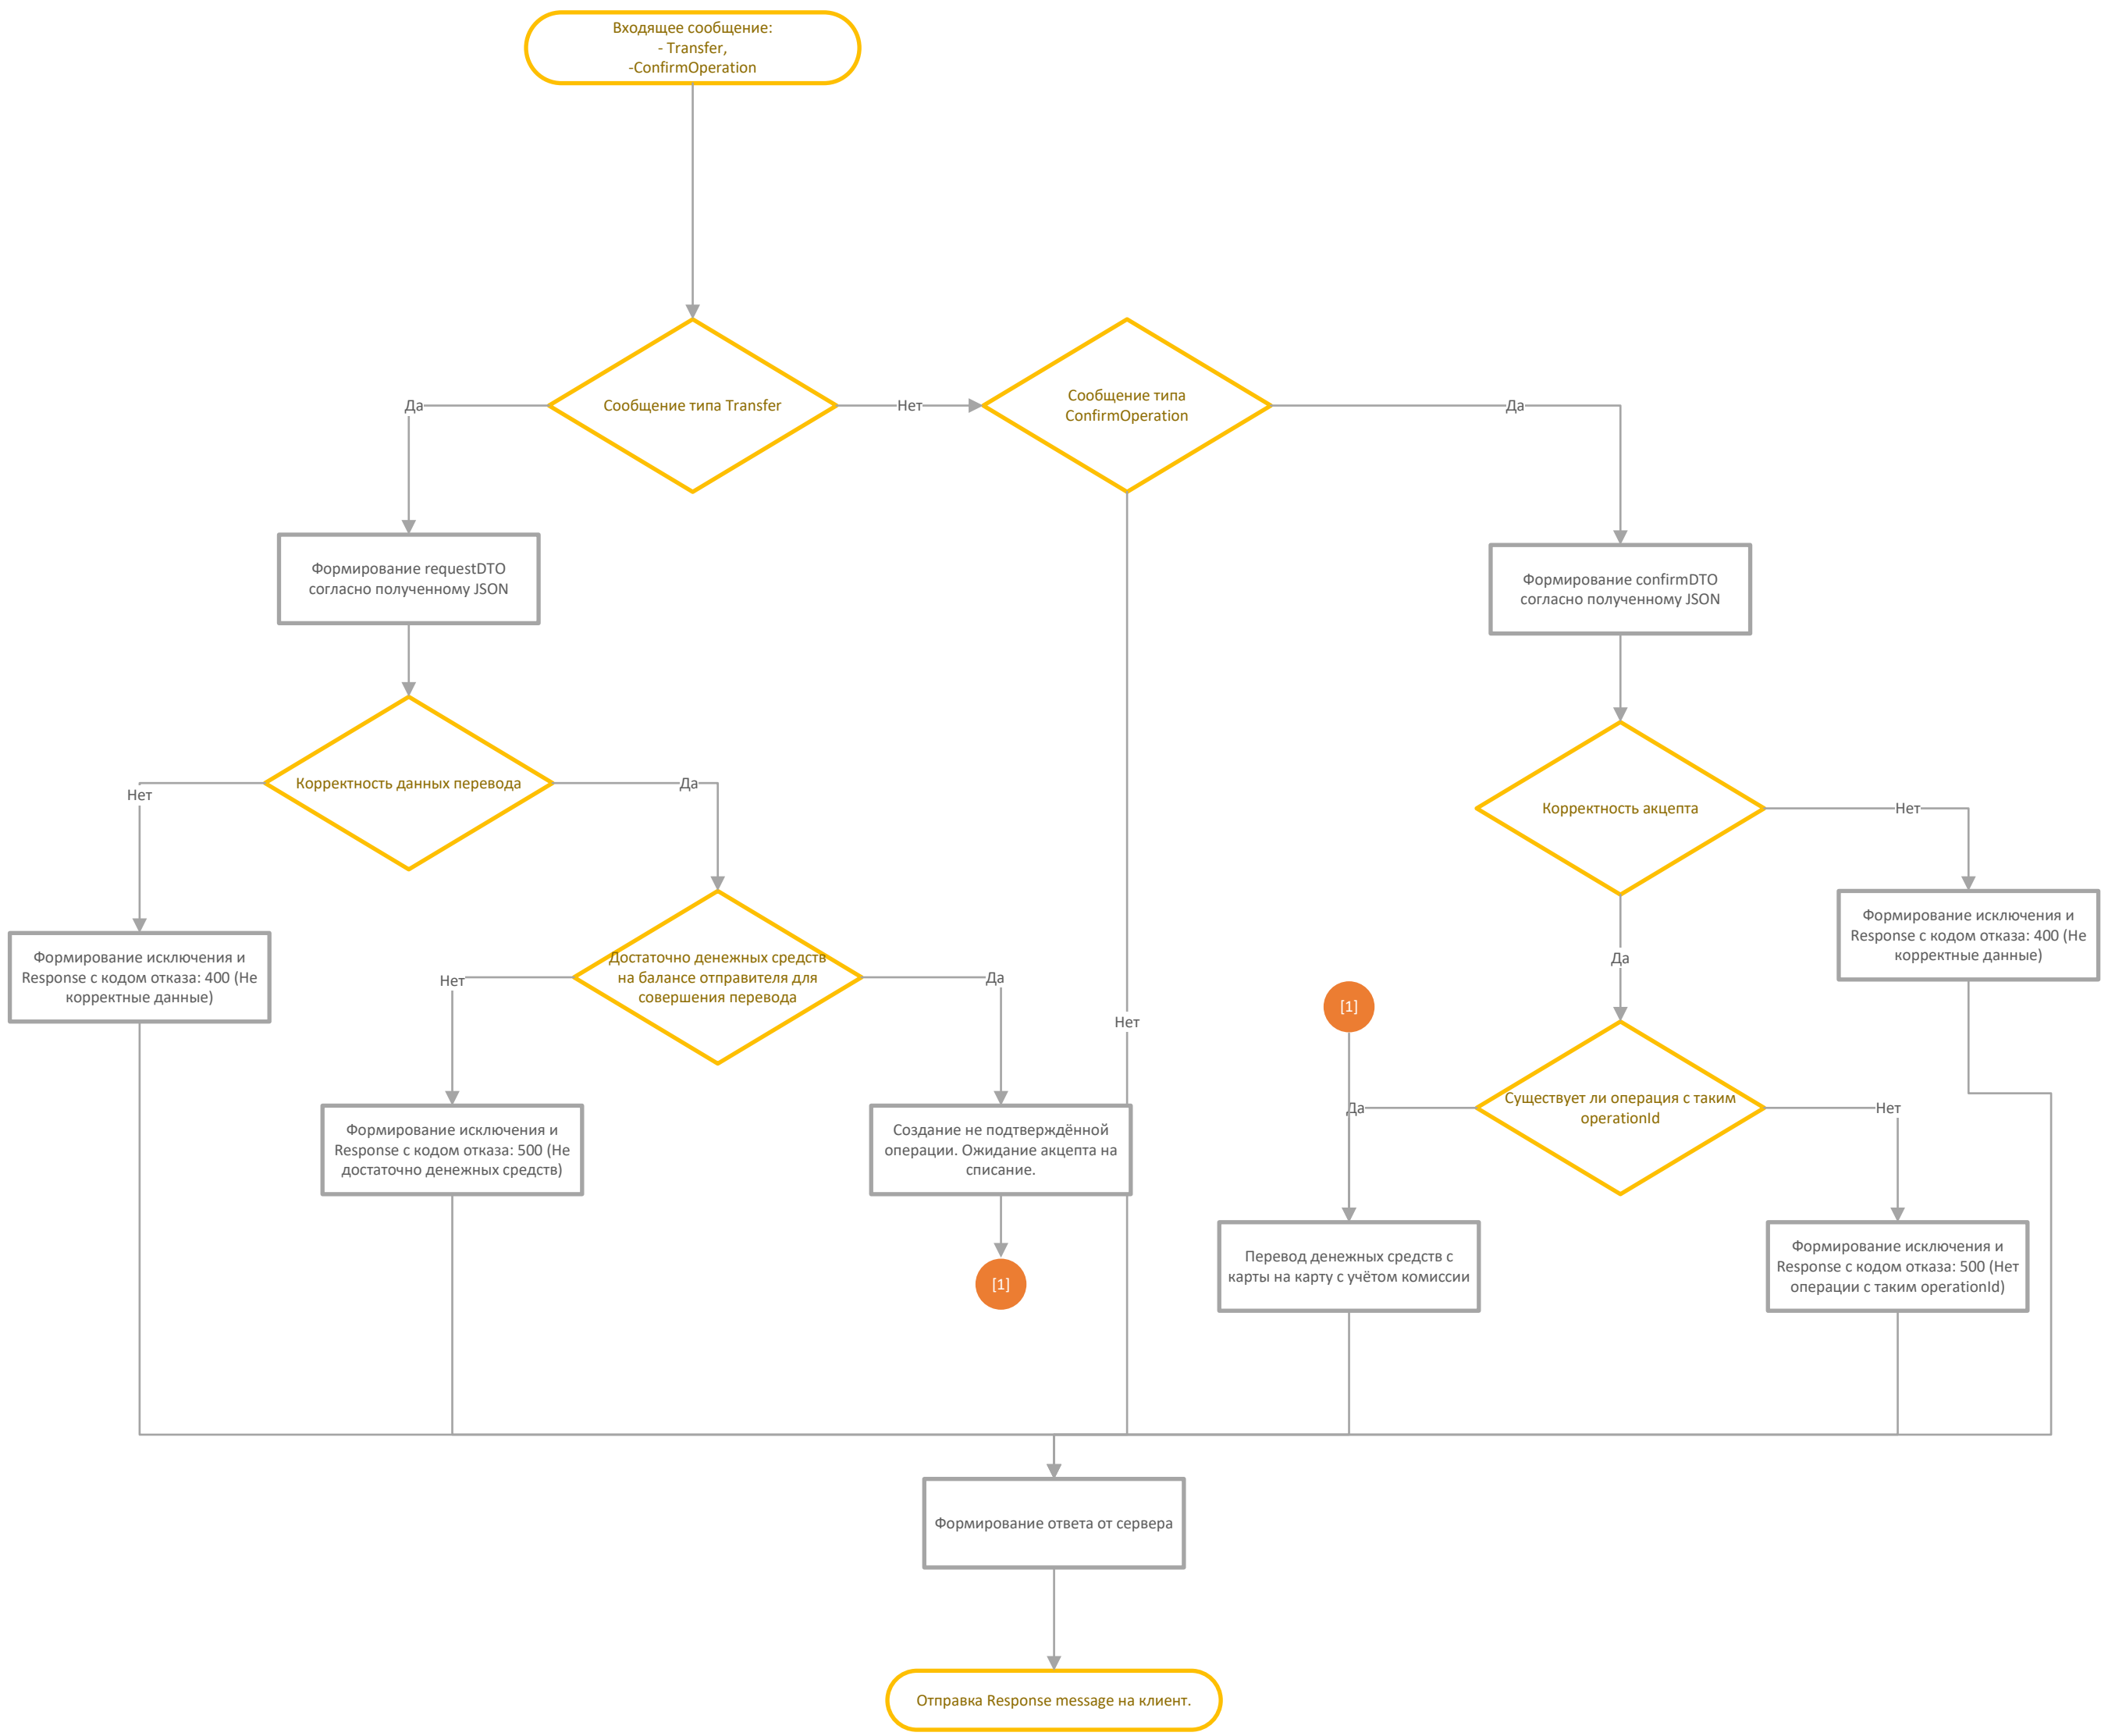 Входящее сообщение:
- Transfer,
-ConfirmOperation
Сообщение типа Transfer
Да
Нет
Сообщение типа
ConfirmOperation
Да
Нет
Формирование requestDTO
согласно полученному JSON
Формирование confirmDTO
согласно полученному JSON
Корректность данных перевода
Нет
Да
Корректность акцепта
Нет
Да
Формирование исключения и
Response с кодом отказа: 400 (Не
корректные данные)
Достаточно денежных средств
на балансе отправителя для
совершения перевода
Нет
Да
Формирование исключения и
Response с кодом отказа: 400 (Не
корректные данные)
[1]
Формирование исключения и
Response с кодом отказа: 500 (Не
достаточно денежных средств)
Создание не подтверждённой
операции. Ожидание акцепта на
списание.
[1]
Существует ли операция с таким
operationId
Да
Нет
Перевод денежных средств с
карты на карту с учётом комиссии
Формирование исключения и
Response с кодом отказа: 500 (Нет
операции с таким operationId)
Формирование ответа от сервера
Отправка Response message на клиент.